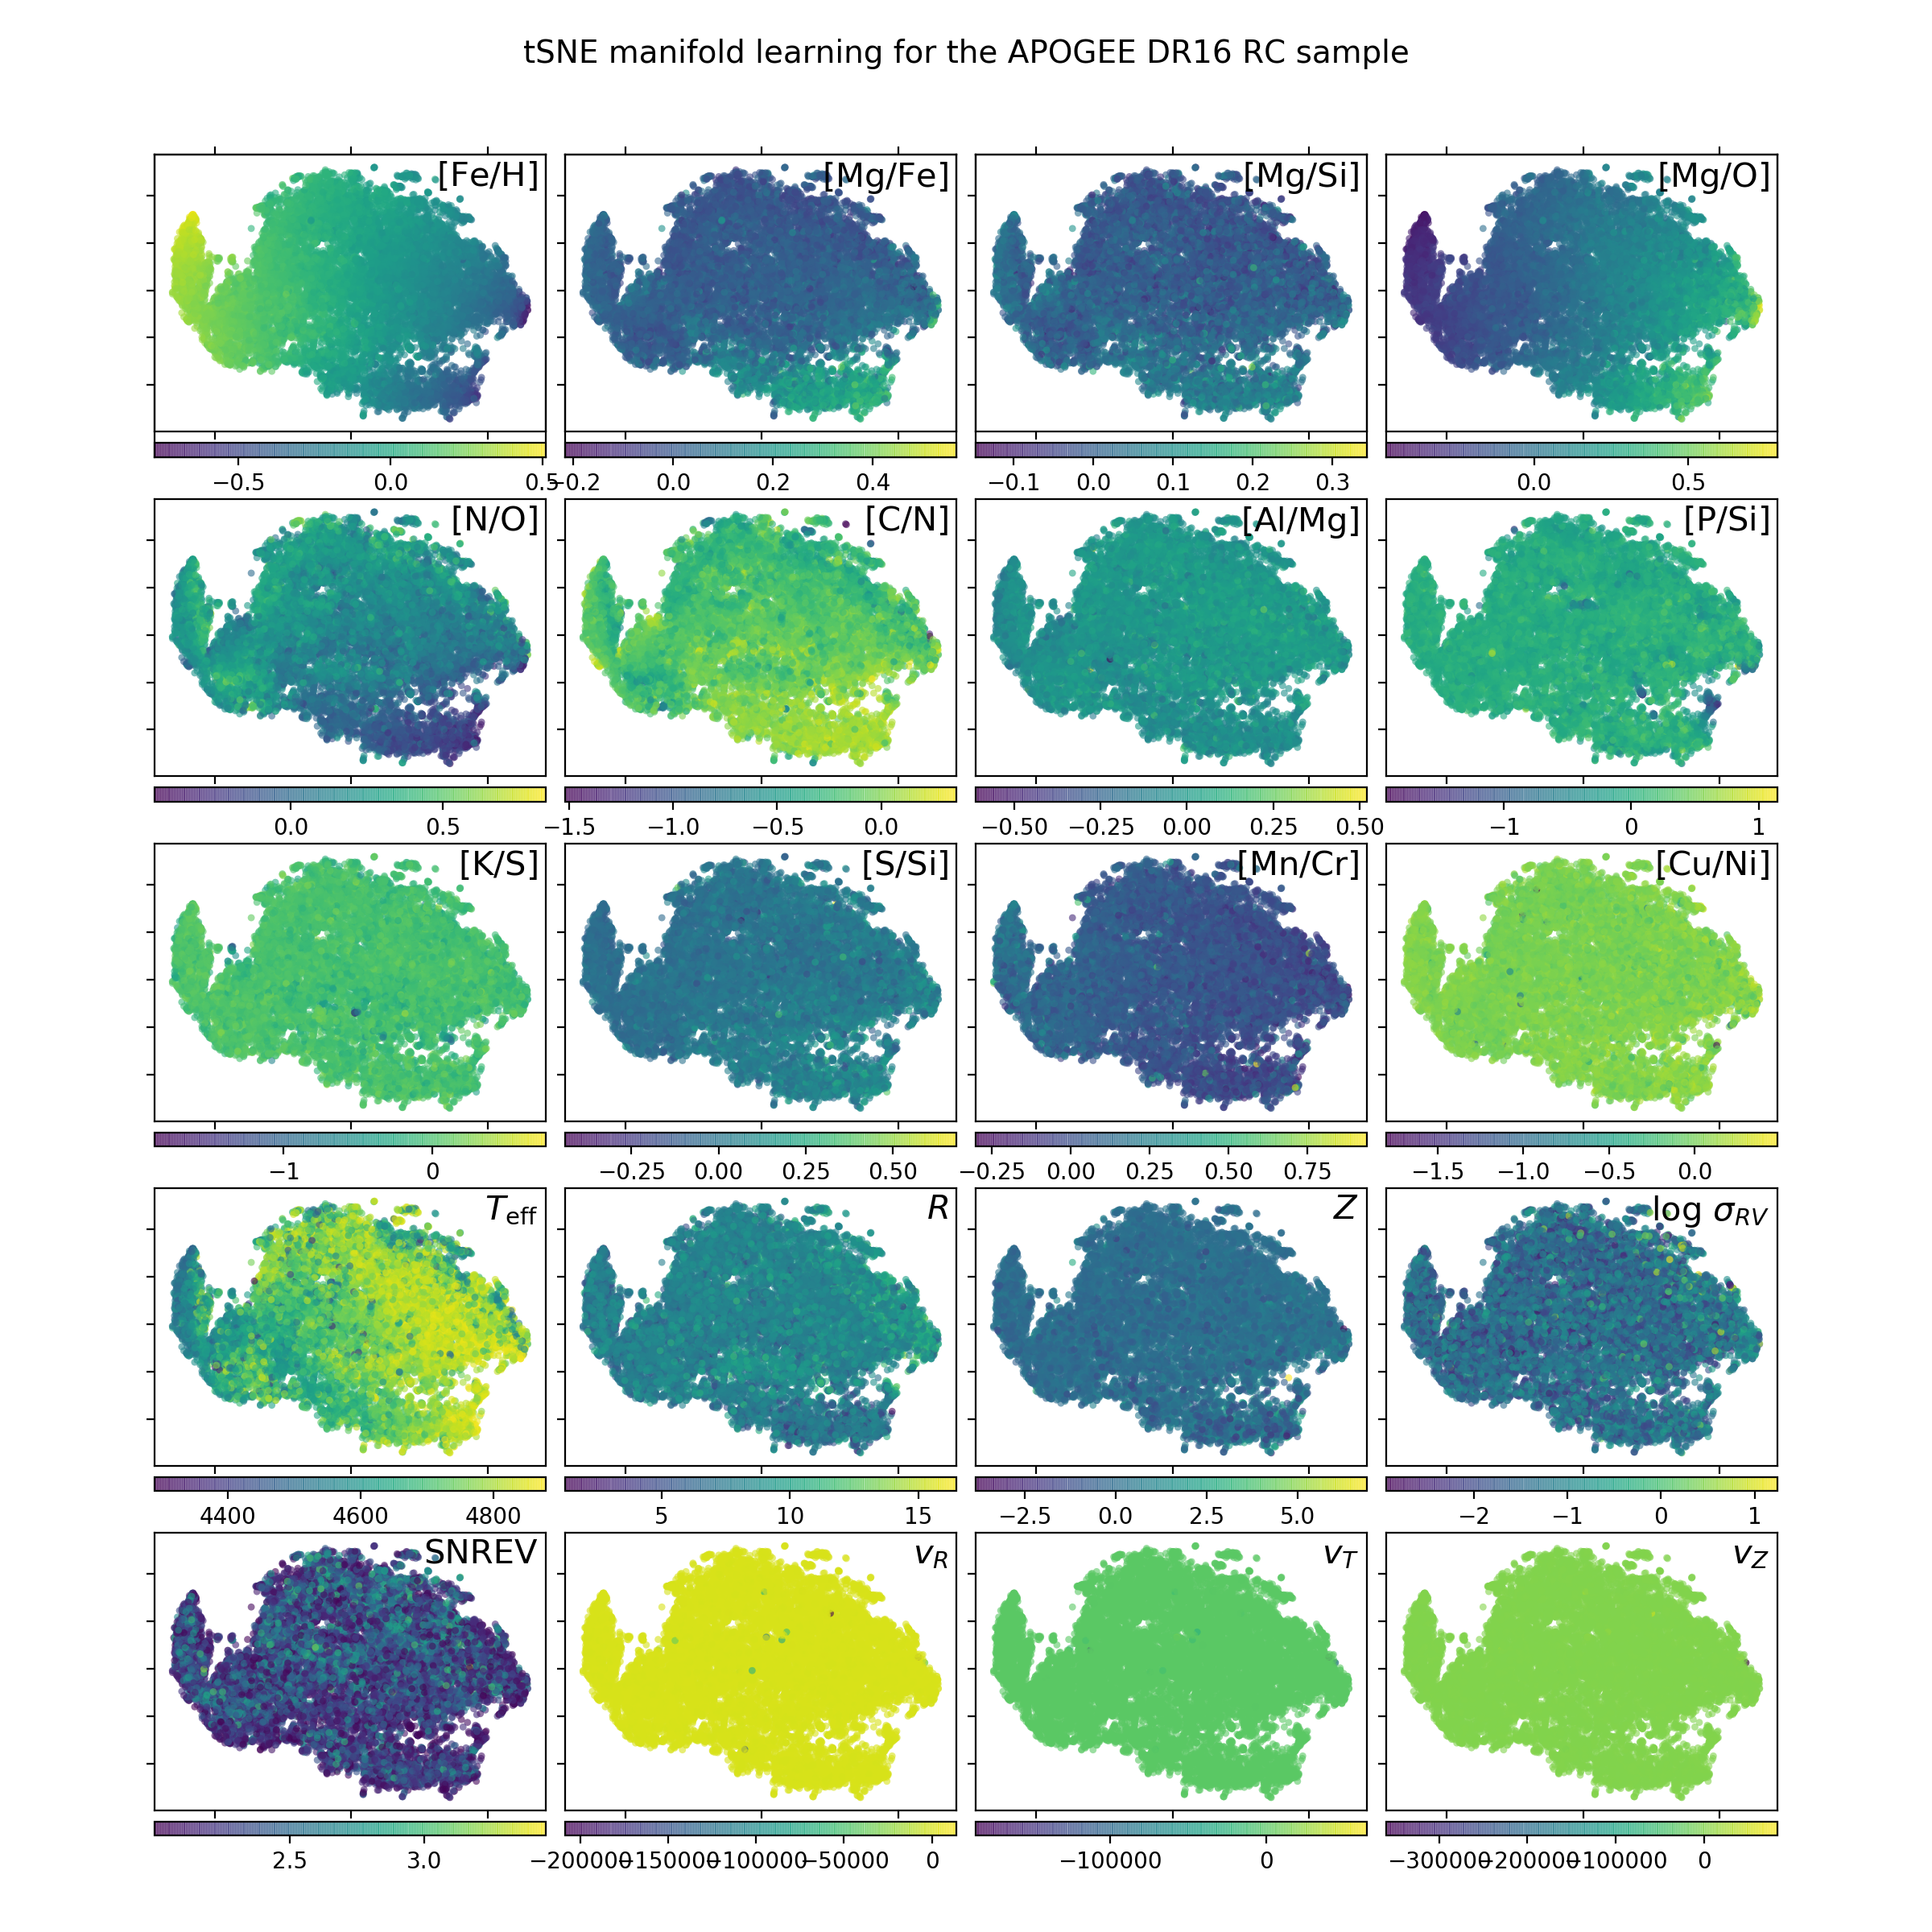 tSNE manifold learning for the APOGEE DR16 RC sample
[Fe/H] [Mg/Fe] [Mg/Si] [Mg/O]
−0.5 0.0 0.5 −0.2 0.0 0.2 0.4 −0.1 0.0 0.1 0.2 0.3 0.0 0.5
[N/O] [C/N] [Al/Mg] [P/Si]
0.0 0.5 −1.5 −1.0 −0.5 0.0 −0.50 −0.25 0.00 0.25 0.50 −1 0 1
[K/S] [S/Si] [Mn/Cr] [Cu/Ni]
−1 0 −0.25 0.00 0.25 0.50 −0.25 0.00 0.25 0.50 0.75 −1.5 −1.0 −0.5 0.0
T_eff R Z log σ_RV
4400 4600 4800 5 10 15 −2.5 0.0 2.5 5.0 −2 −1 0 1
SNREV v_R v_T v_Z
2.5 3.0 −200000 −150000 −100000 −50000 0 −100000 0 −300000 −200000 −100000 0